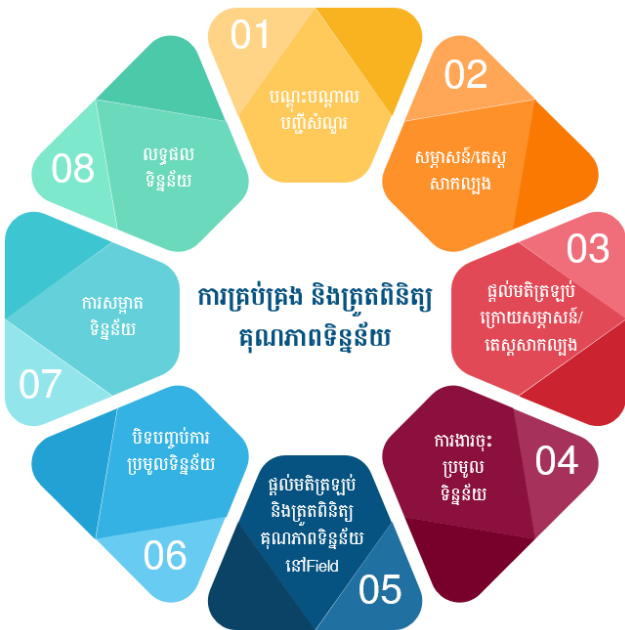 01
បណ្ដុះបណ្ដាល
បញ្ជីសំណួរ
02
សម្ភាសន៍/តេស្ត
សាកល្បង
03
ផ្ដល់មតិត្រឡប់
ក្រោយសម្ភាសន៍/
តេស្តសាកល្បង
04
ការងារចុះ
ប្រមូល
ទិន្នន័យ
ផ្ដល់មតិត្រឡប់
និងត្រួតពិនិត្យ
គុណភាពទិន្នន័យ
នៅField
05
បិទបញ្ចប់ការ
ប្រមូលទិន្នន័យ
06
ការសម្អាត
ទិន្នន័យ
07
លទ្ធផល
ទិន្នន័យ
08
ការគ្រប់គ្រង និងត្រួតពិនិត្យ
គុណភាពទិន្នន័យ